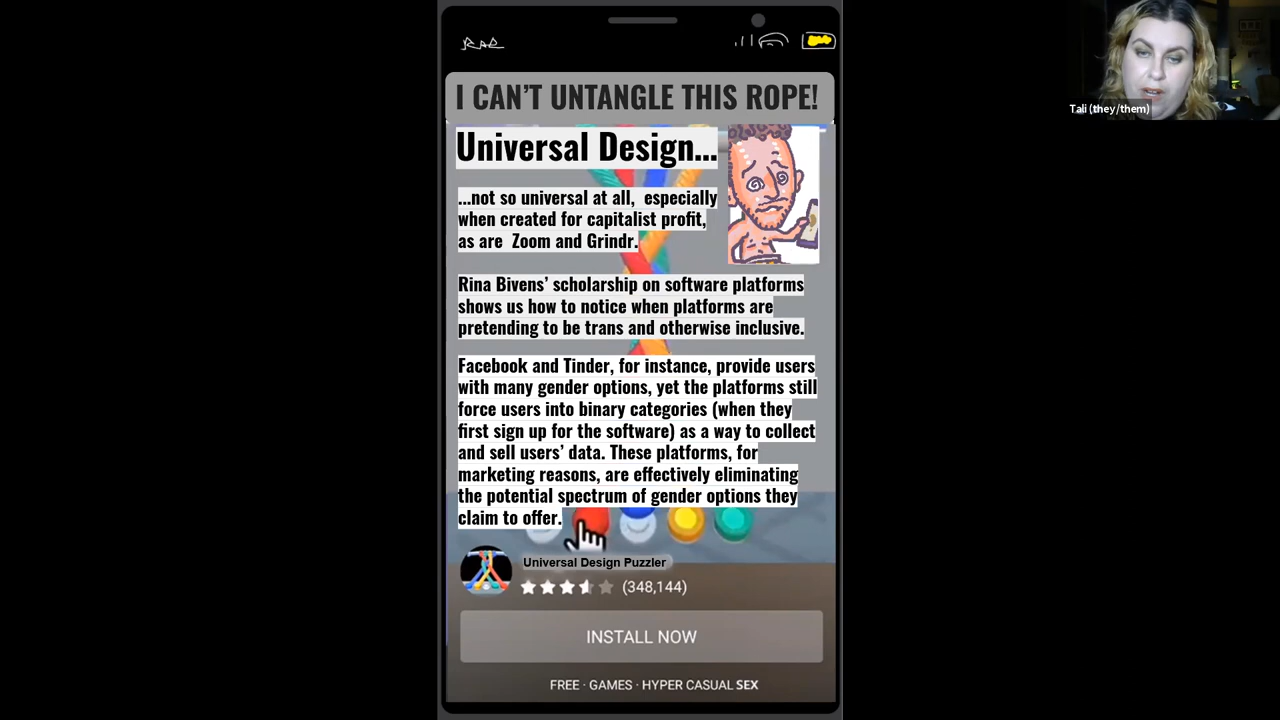 I CAN'T UNTANGLE THIS ROPE!
Tali (they/them)
Universal Design...
...not so universal at all, especially
when created for capitalist profit,
as are Zoom and Grindr.
Rina Bivens' scholarship on software platforms
shows us how to notice when platforms are
pretending to be trans and otherwise inclusive.
Facebook and Tinder, for instance, provide users
with many gender options, yet the platforms still
force users into binary categories (when they
first sign up for the software) as a way to collect
and sell users' data. These platforms, for
marketing reasons, are effectively eliminating
the potential spectrum of gender options they
claim to offer.
Universal Design Puzzler
(348,144)
INSTALL NOW
FREE · GAMES · HYPER CASUAL SEX